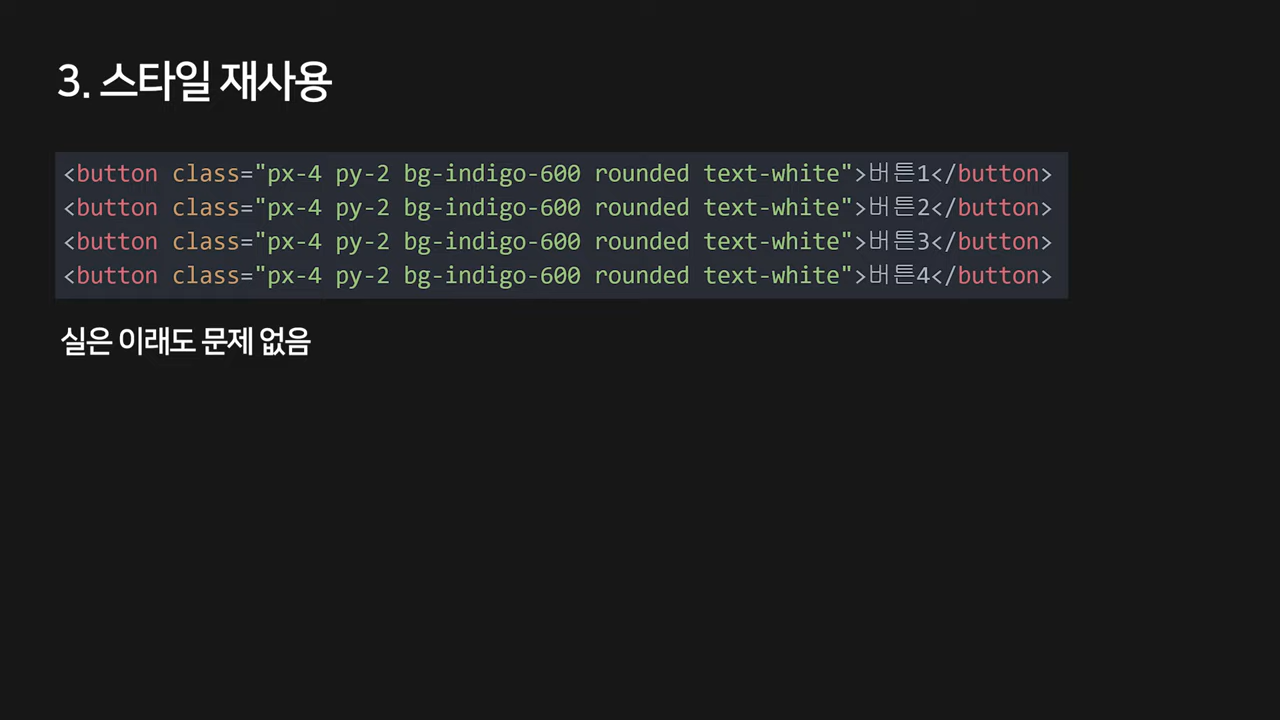 3. 스타일 재사용
<button class="px-4 py-2 bg-indigo-600 rounded text-white">버튼1</button>
<button class="px-4 py-2 bg-indigo-600 rounded text-white">버튼2</button>
<button class="px-4 py-2 bg-indigo-600 rounded text-white">버튼3</button>
<button class="px-4 py-2 bg-indigo-600 rounded text-white">버튼4</button>
실은 이래도 문제 없음